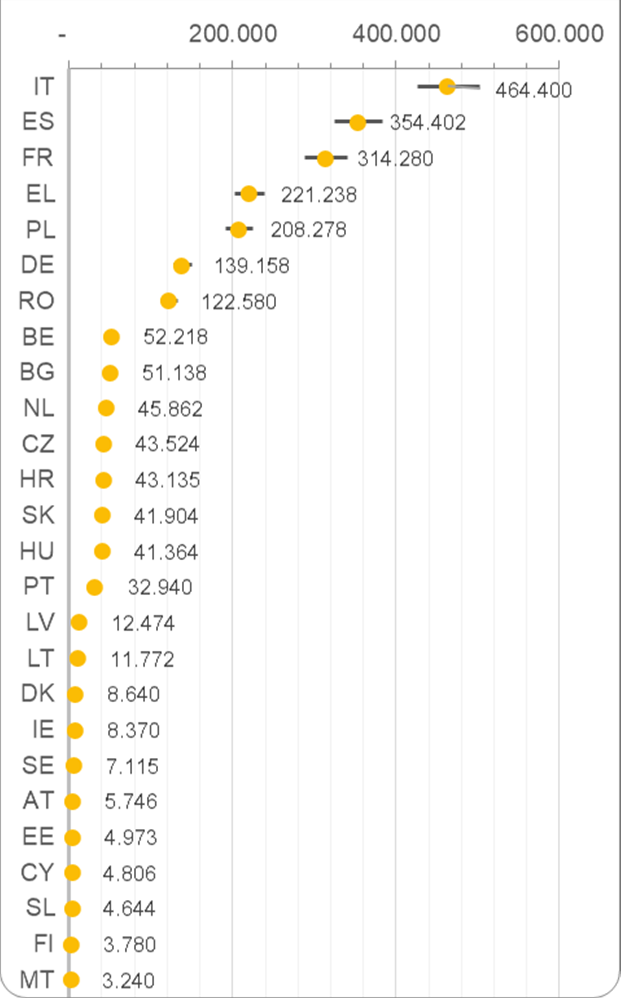 - 200.000 400.000 600.000
IT 464.400
ES 354.402
FR 314.280
EL 221.238
PL 208.278
DE 139.158
RO 122.580
BE 52.218
BG 51.138
NL 45.862
CZ 43.524
HR 43.135
SK 41.904
HU 41.364
PT 32.940
LV 12.474
LT 11.772
DK 8.640
IE 8.370
SE 7.115
AT 5.746
EE 4.973
CY 4.806
SL 4.644
FI 3.780
MT 3.240